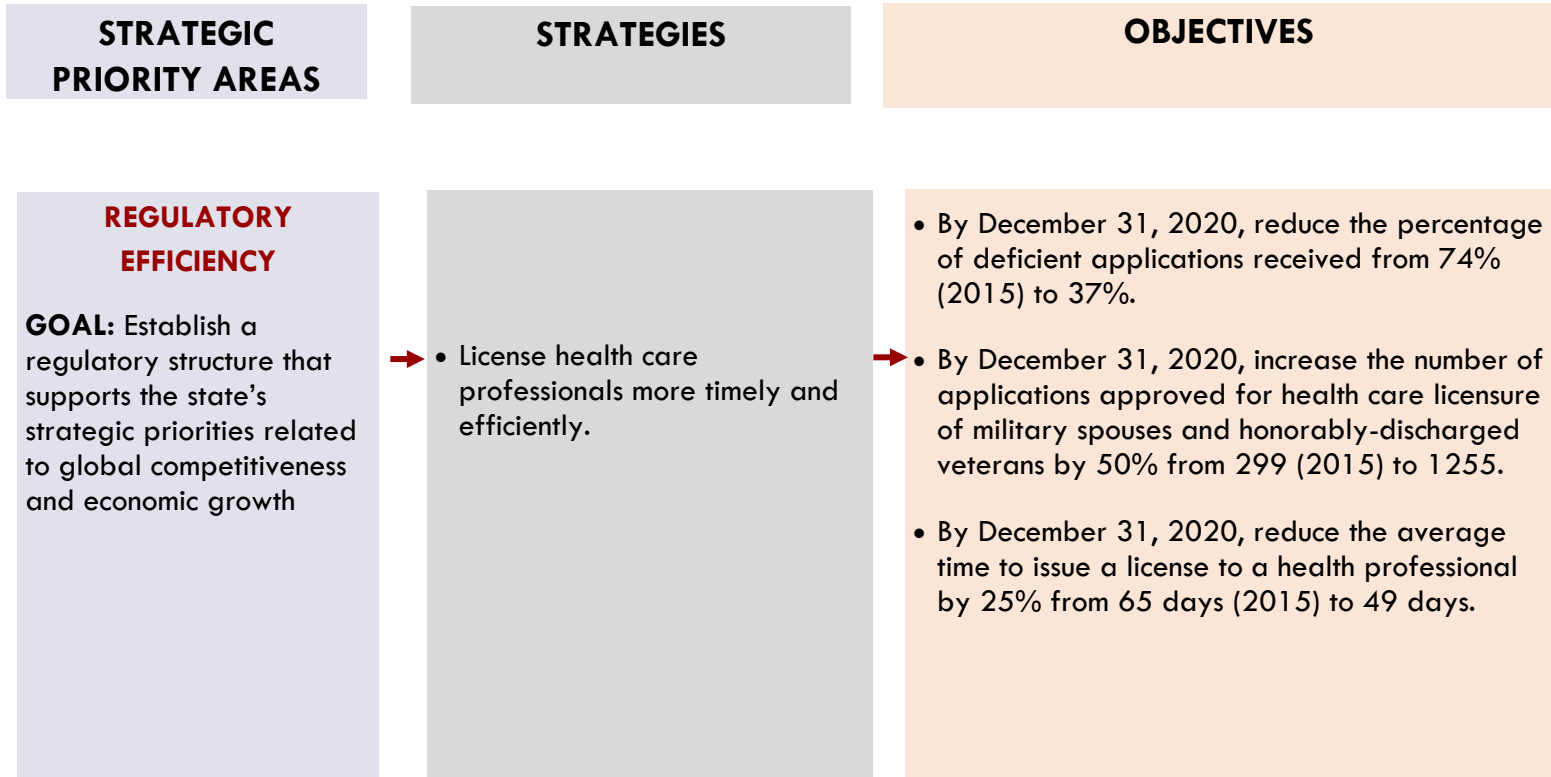 STRATEGIC
PRIORITY AREAS
STRATEGIES
OBJECTIVES
REGULATORY
EFFICIENCY
GOAL: Establish a
regulatory structure that
supports the state’s
strategic priorities related
to global competitiveness
and economic growth
• License health care
professionals more timely and
efficiently.
• By December 31, 2020, reduce the percentage
of deficient applications received from 74%
(2015) to 37%.
• By December 31, 2020, increase the number of
applications approved for health care licensure
of military spouses and honorably-discharged
veterans by 50% from 299 (2015) to 1255.
• By December 31, 2020, reduce the average
time to issue a license to a health professional
by 25% from 65 days (2015) to 49 days.